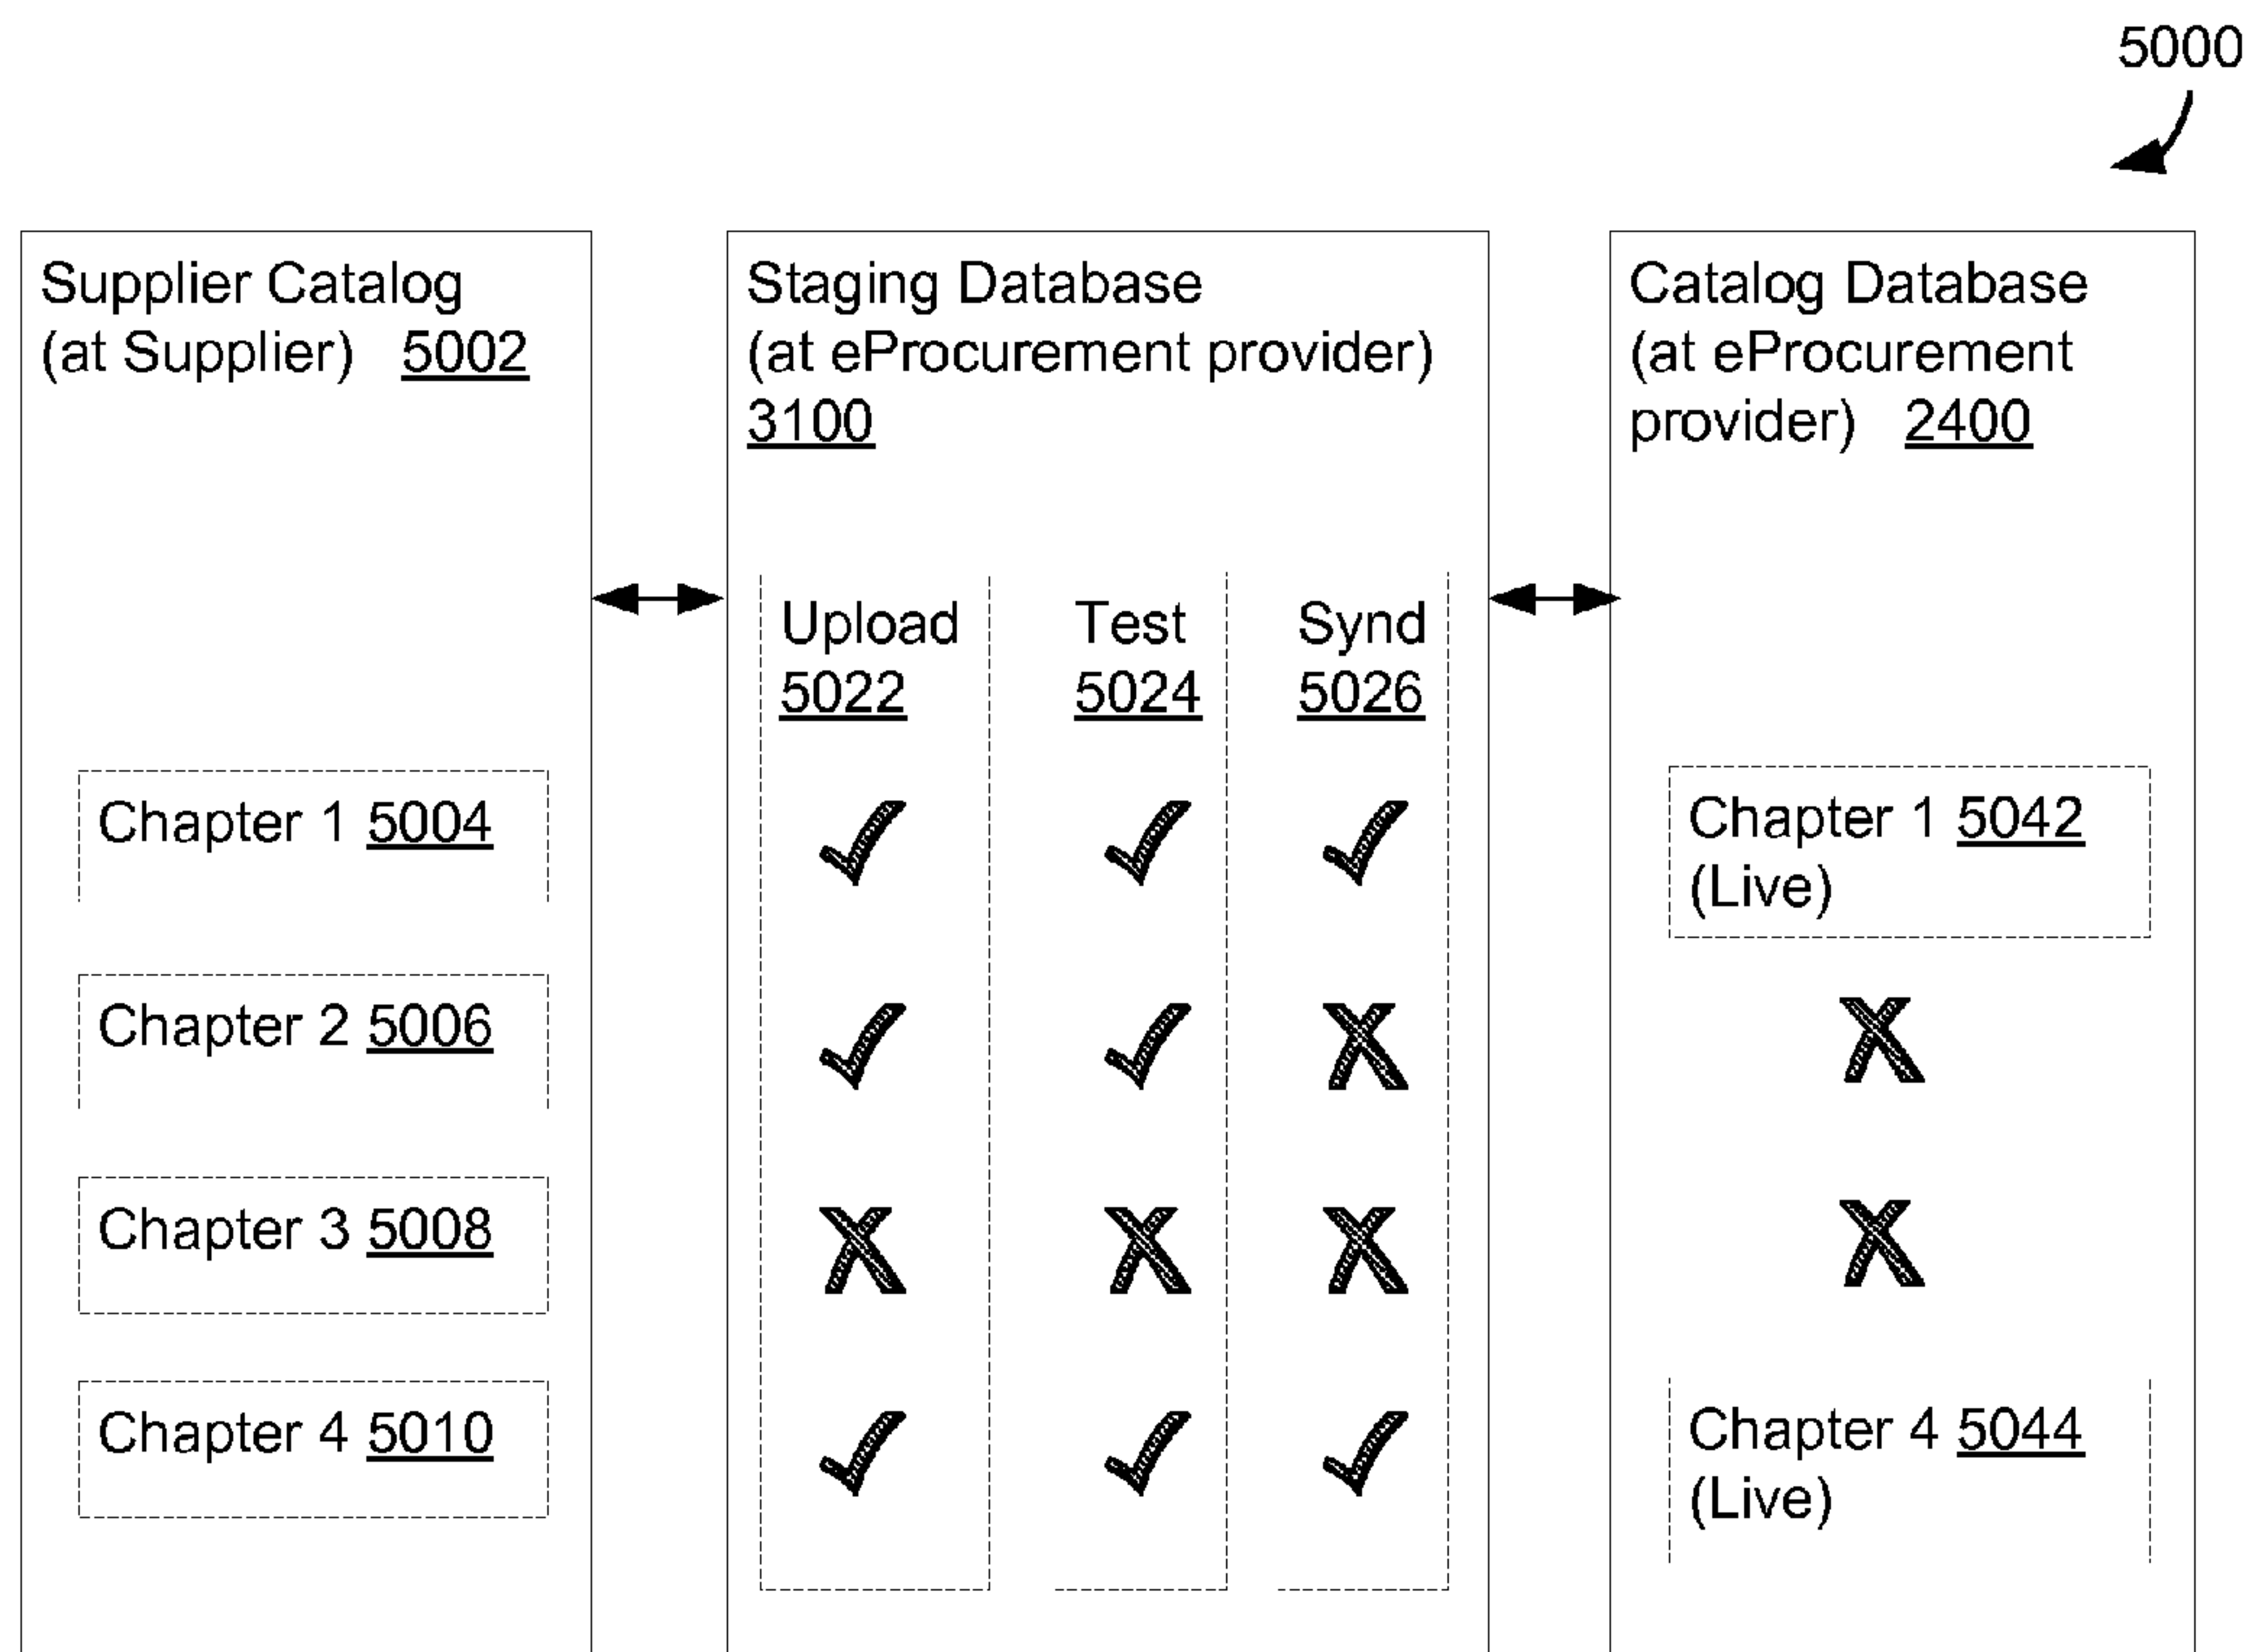 5000
Supplier Catalog
(at Supplier) 5002
Staging Database
(at eProcurement provider)
3100
Catalog Database
(at eProcurement
provider) 2400
Upload
5022
Test
5024
Synd
5026
Chapter 1 5004
Chapter 2 5006
Chapter 3 5008
Chapter 4 5010
Chapter 1 5042
(Live)
Chapter 4 5044
(Live)